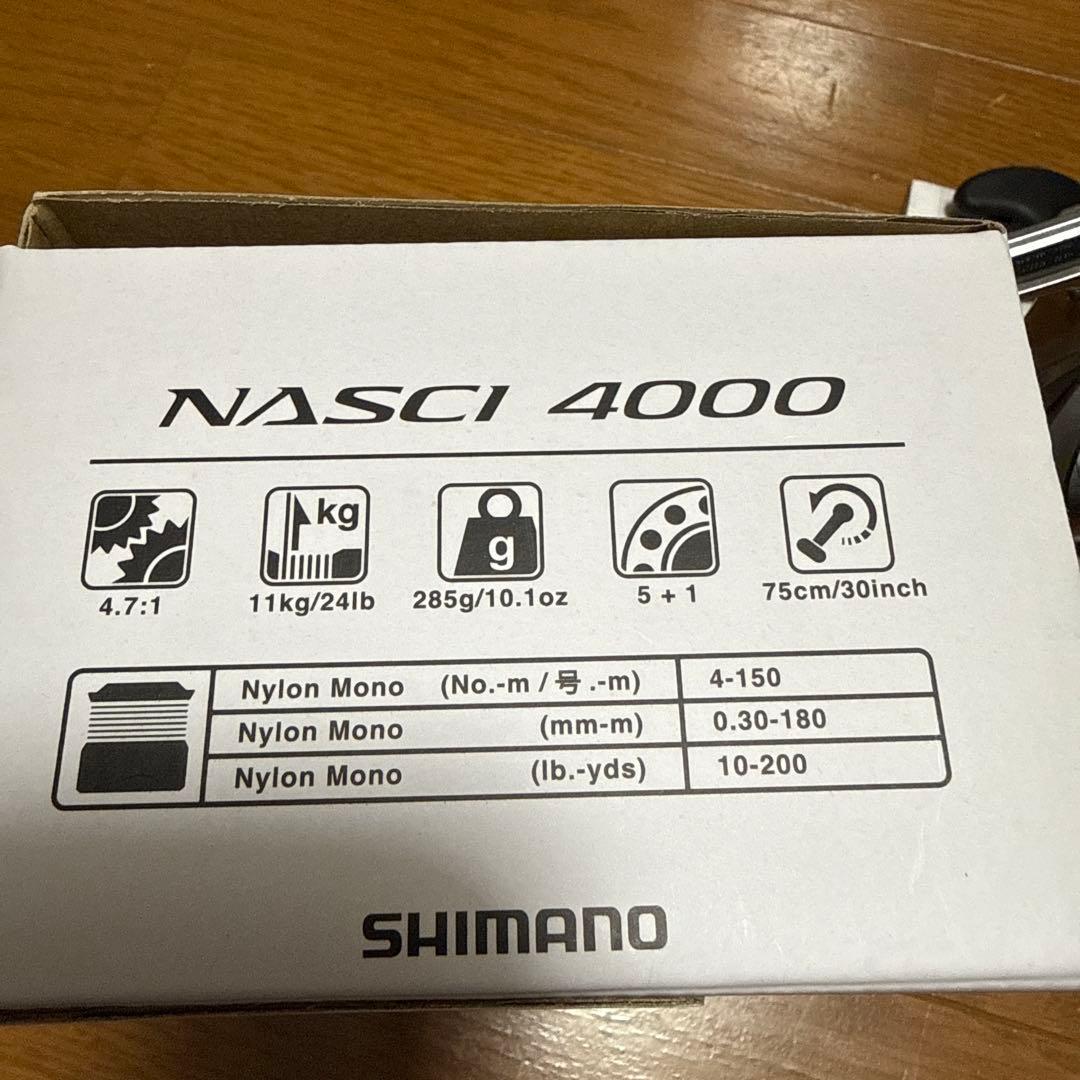 NASCI 4000
kg
g
4.7:1
11kg/24lb
285g/10.1oz
5 + 1
75cm/30inch
Nylon Mono (No.-m / 号 .-m) 4-150
Nylon Mono (mm-m) 0.30-180
Nylon Mono (lb.-yds) 10-200
SHIMANO